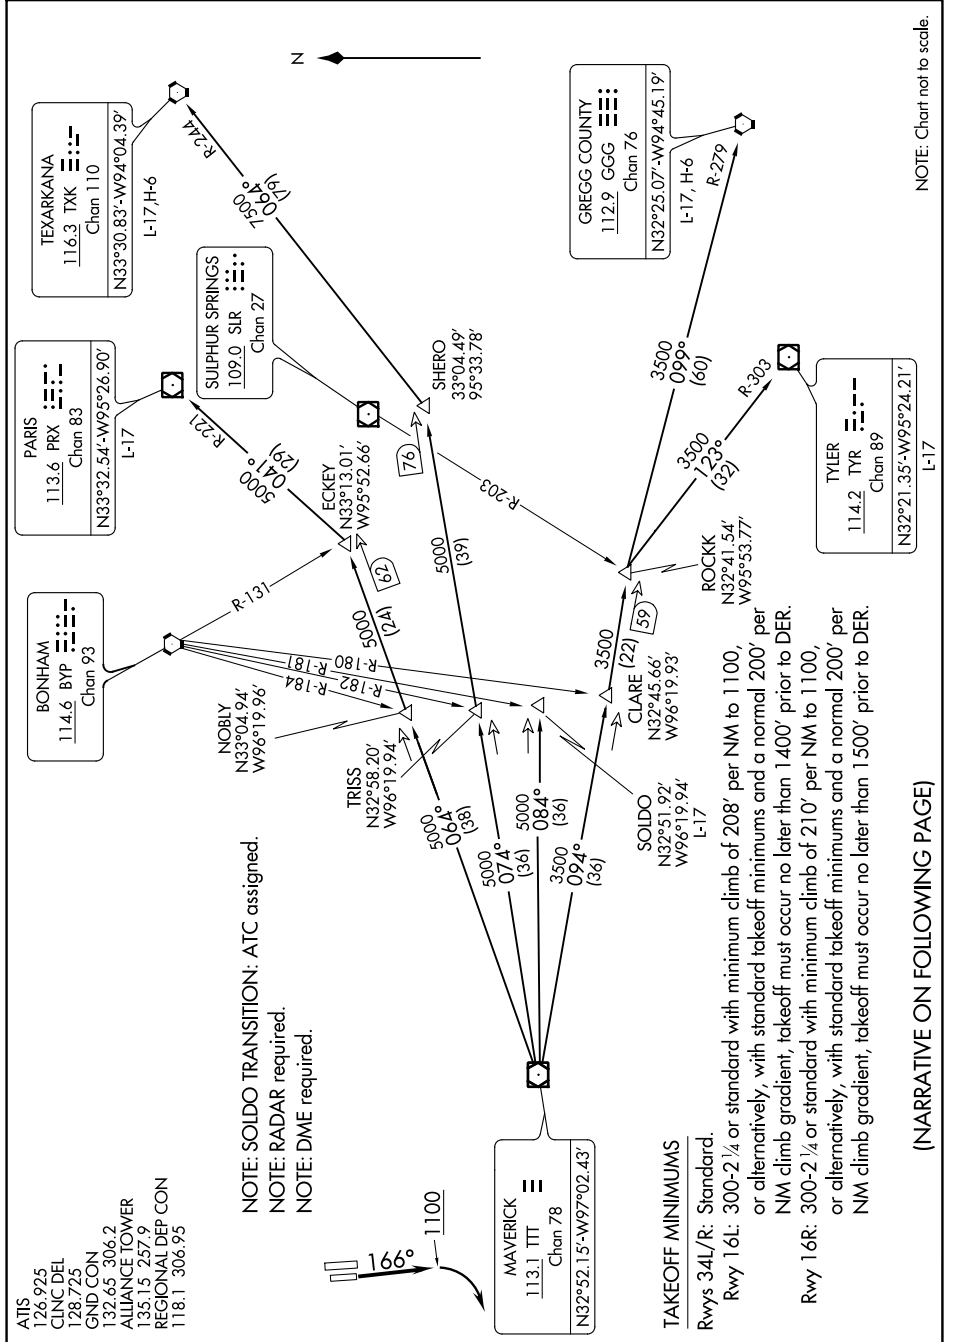 ATIS
126.925
CLNC DEL
128.725
GND CON
132.65 306.2
ALLIANCE TOWER
135.15 257.9
REGIONAL DEP CON
118.1 306.95
NOTE: SOLDO TRANSITION: ATC assigned.
NOTE: RADAR required.
NOTE: DME required.
166°
1100
MAVERICK
113.1 TTT
Chan 78
N32°52.15'-W97°02.43'
BONHAM
114.6 BYP
Chan 93
PARIS
113.6 PRX
Chan 83
N33°32.54'-W95°26.90'
L-17
TEXARKANA
116.3 TXK
Chan 110
N33°30.83'-W94°04.39'
L-17,H-6
SULPHUR SPRINGS
109.0 SLR
Chan 27
N
GREGG COUNTY
112.9 GGG
Chan 76
N32°25.07'-W94°45.19'
L-17, H-6
TYLER
114.2 TYR
Chan 89
N32°21.35'-W95°24.21'
L-17
NOBLY
N33°04.94'
W96°19.96'
TRISS
N32°58.20'
W96°19.94'
SOLDO
N32°51.92'
W96°19.94'
L-17
CLARE
N32°45.66'
W96°19.93'
ECKEY
N33°13.01'
W95°52.66'
SHERO
33°04.49'
95°33.78'
ROCKK
N32°41.54'
W95°53.77'
R-131
R-184
R-182
R-181
R-180
R-221
R-244
R-203
R-279
R-303
5000
064°
(38)
5000
074°
(36)
5000
084°
(36)
3500
094°
(36)
5000
(24)
62
5000
041°
(29)
5000
(39)
76
7500
064°
(79)
3500
(22)
59
3500
099°
(60)
3500
123°
(32)
TAKEOFF MINIMUMS
Rwys 34L/R: Standard.
Rwy 16L: 300-2 ¼ or standard with minimum climb of 208' per NM to 1100,
or alternatively, with standard takeoff minimums and a normal 200' per
NM climb gradient, takeoff must occur no later than 1400' prior to DER.
Rwy 16R: 300-2 ¼ or standard with minimum climb of 210' per NM to 1100,
or alternatively, with standard takeoff minimums and a normal 200' per
NM climb gradient, takeoff must occur no later than 1500' prior to DER.
(NARRATIVE ON FOLLOWING PAGE)
NOTE: Chart not to scale.